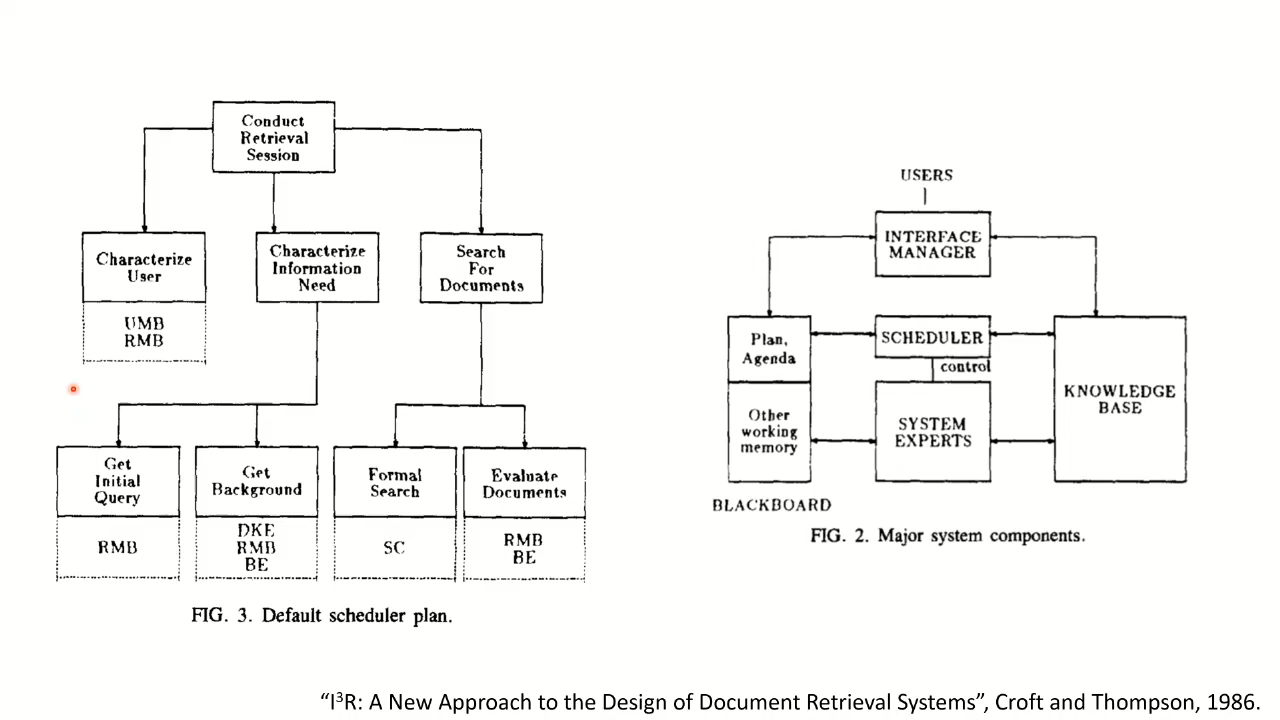 Conduct
Retrieval
Session
Characterize
User
UMB
RMB
Characterize
Information
Need
Search
For
Documents
Get
Initial
Query
RMB
Get
Background
DKE
RMB
BE
Formal
Search
SC
Evaluate
Documents
RMB
BE
FIG. 3. Default scheduler plan.
USERS
INTERFACE
MANAGER
Plan,
Agenda
SCHEDULER
control
Other
working
memory
SYSTEM
EXPERTS
KNOWLEDGE
BASE
BLACKBOARD
FIG. 2. Major system components.
“I³R: A New Approach to the Design of Document Retrieval Systems”, Croft and Thompson, 1986.